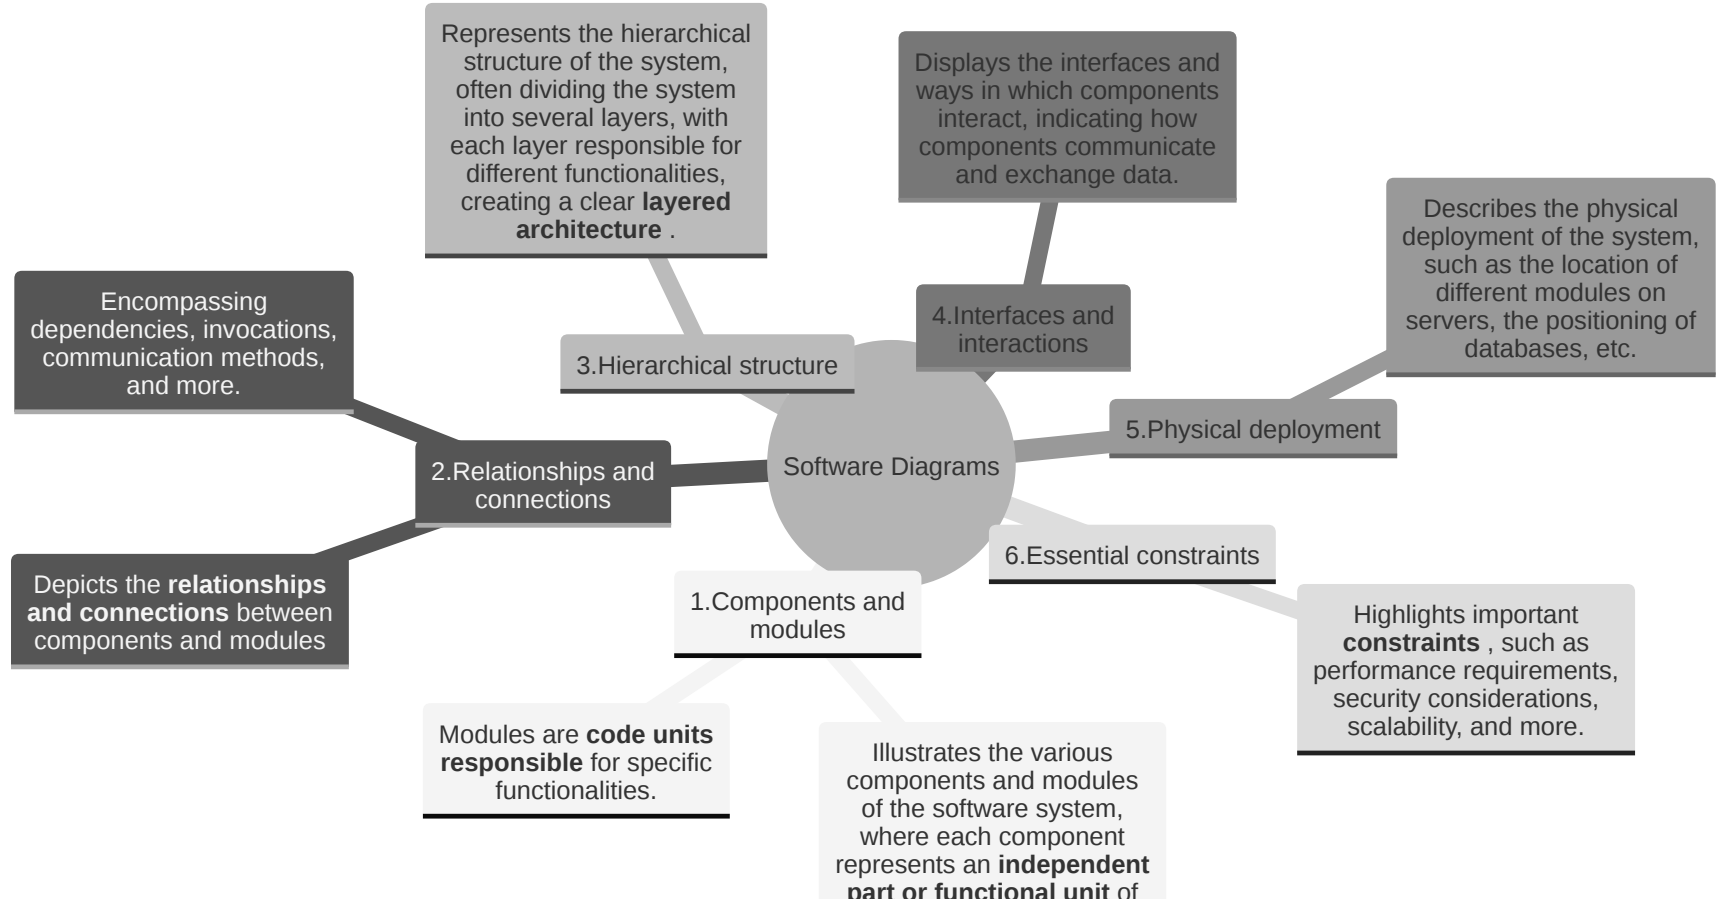 Represents the hierarchical
structure of the system,
often dividing the system
into several layers, with
each layer responsible for
different functionalities,
creating a clear layered
architecture .
Displays the interfaces and
ways in which components
interact, indicating how
components communicate
and exchange data.
Describes the physical
deployment of the system,
such as the location of
different modules on
servers, the positioning of
databases, etc.
Encompassing
dependencies, invocations,
communication methods,
and more.
3.Hierarchical structure
4.Interfaces and
interactions
5.Physical deployment
2.Relationships and
connections
Software Diagrams
6.Essential constraints
Depicts the relationships
and connections between
components and modules
1.Components and
modules
Highlights important
constraints , such as
performance requirements,
security considerations,
scalability, and more.
Modules are code units
responsible for specific
functionalities.
Illustrates the various
components and modules
of the software system,
where each component
represents an independent
part or functional unit of